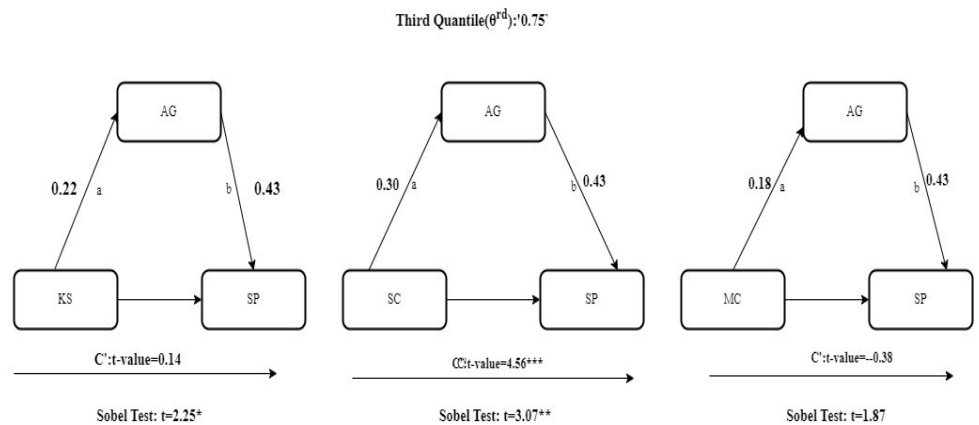 Third Quantile(θrd):'0.75`
AG
0.22 a
b 0.43
KS
SP
C':t-value=0.14
Sobel Test: t=2.25*
AG
0.30 a
b 0.43
SC
SP
CC':t-value=4.56***
Sobel Test: t=3.07**
AG
0.18 a
b 0.43
MC
SP
C':t-value=--0.38
Sobel Test: t=1.87